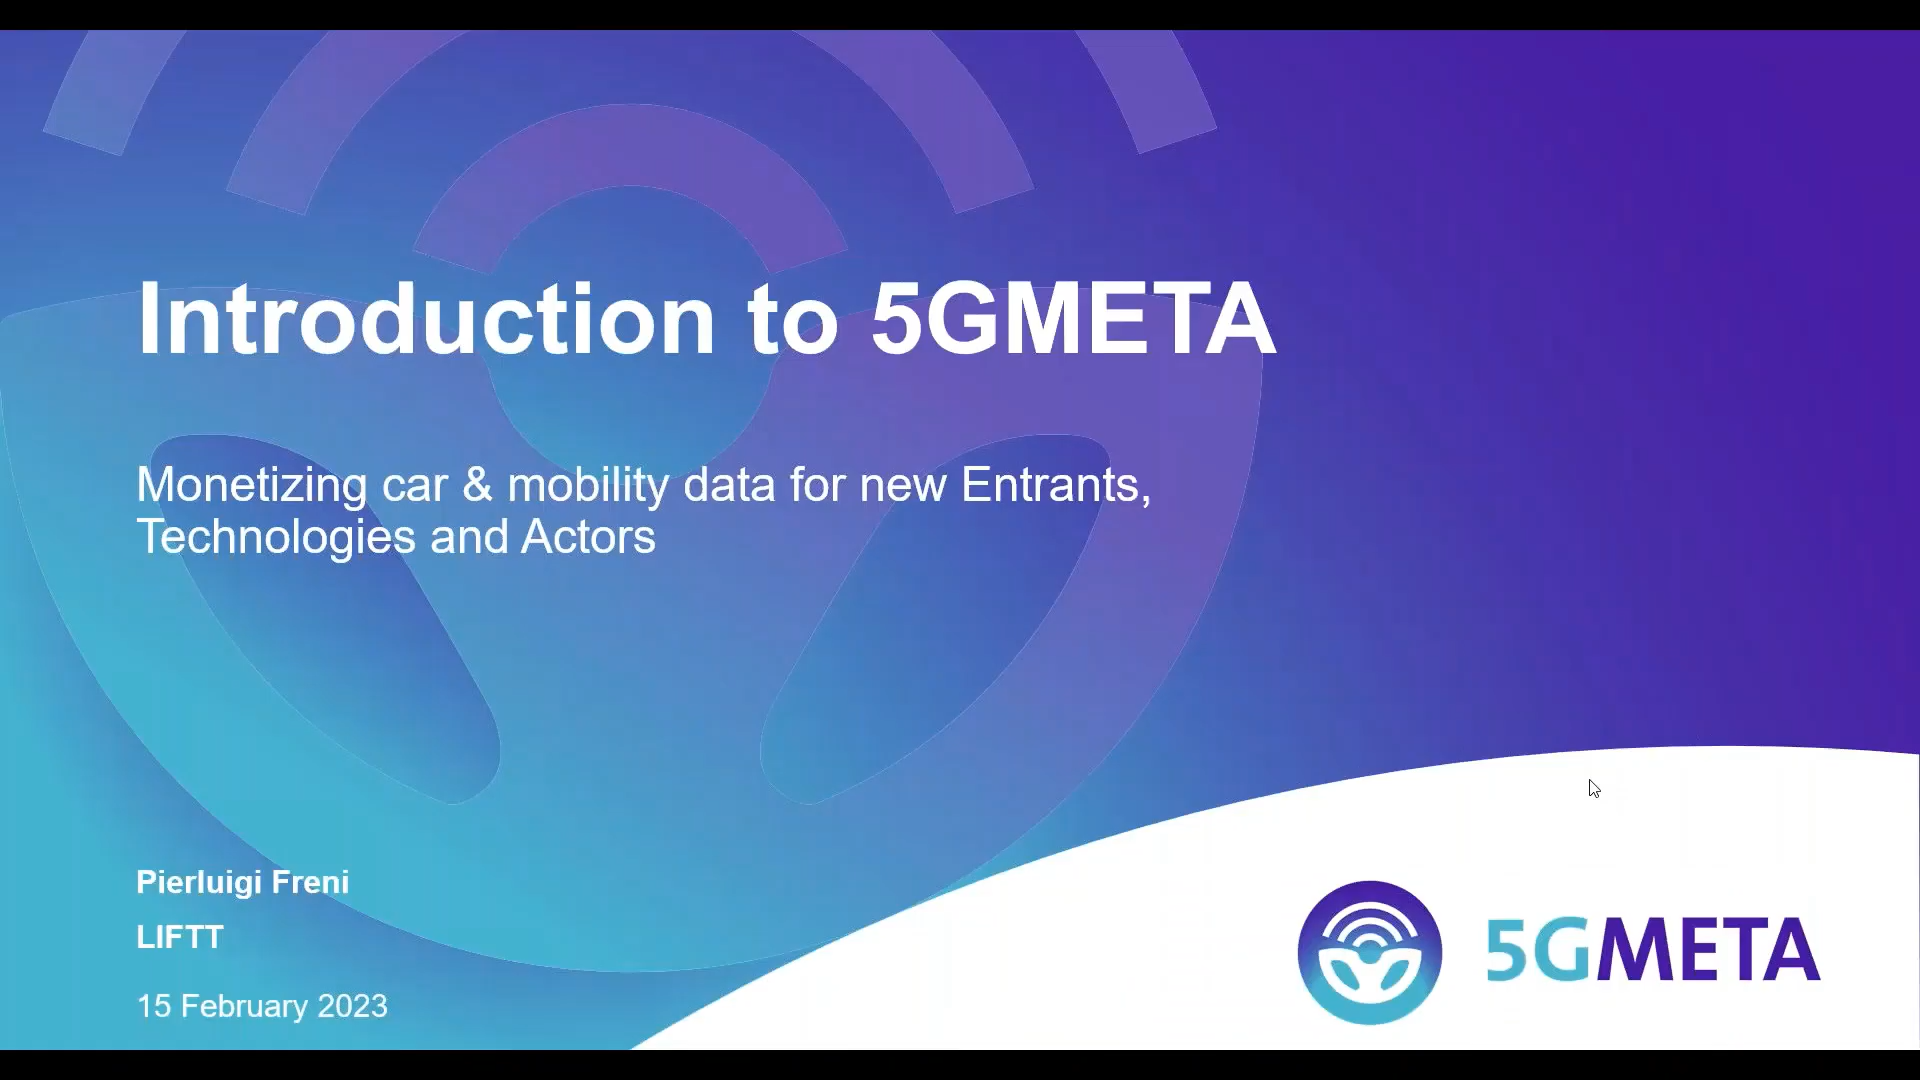 Introduction to 5GMETA
Monetizing car & mobility data for new Entrants,
Technologies and Actors
Pierluigi Freni
LIFTT
15 February 2023
5GMETA